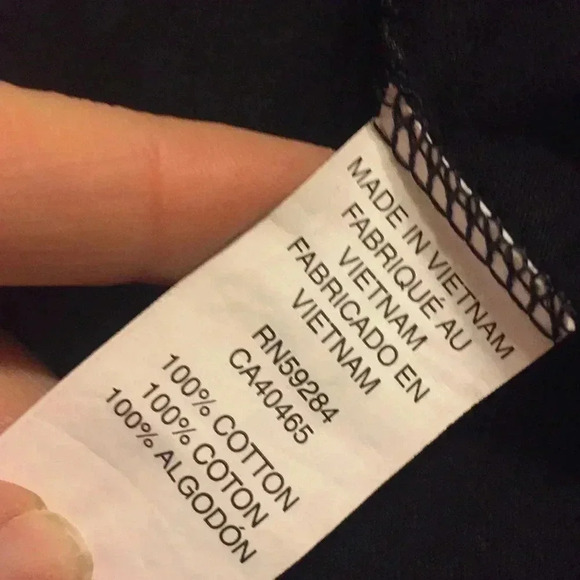 MADE IN VIETNAM
FABRIQUÉ AU
VIETNAM
FABRICADO EN
VIETNAM
RN59284
CA40465
100% COTTON
100% COTON
100% ALGODÓN